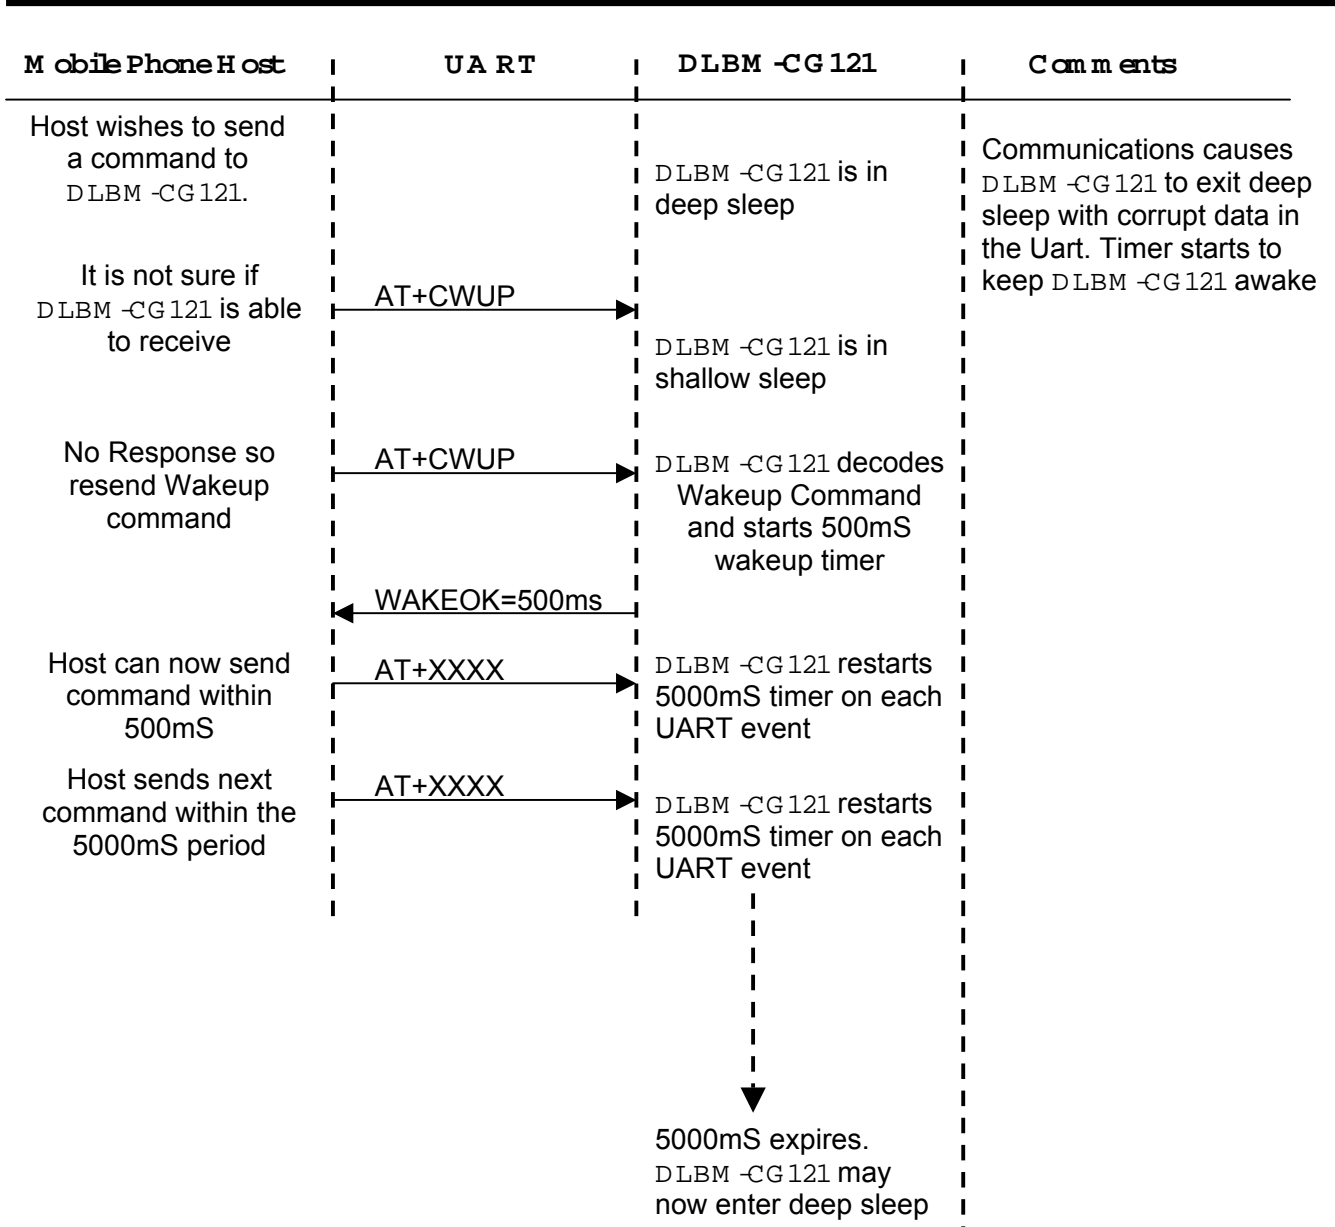 Mobile Phone Host
UART
DLBM-CG121
Comments
Host wishes to send
a command to
DLBM-CG121.
DLBM-CG121 is in
deep sleep
Communications causes
DLBM-CG121 to exit deep
sleep with corrupt data in
the Uart. Timer starts to
keep DLBM-CG121 awake
It is not sure if
DLBM-CG121 is able
to receive
AT+CWUP
DLBM-CG121 is in
shallow sleep
No Response so
resend Wakeup
command
AT+CWUP
DLBM-CG121 decodes
Wakeup Command
and starts 500mS
wakeup timer
WAKEOK=500ms
Host can now send
command within
500mS
AT+XXXX
DLBM-CG121 restarts
5000mS timer on each
UART event
Host sends next
command within the
5000mS period
AT+XXXX
DLBM-CG121 restarts
5000mS timer on each
UART event
5000mS expires.
DLBM-CG121 may
now enter deep sleep